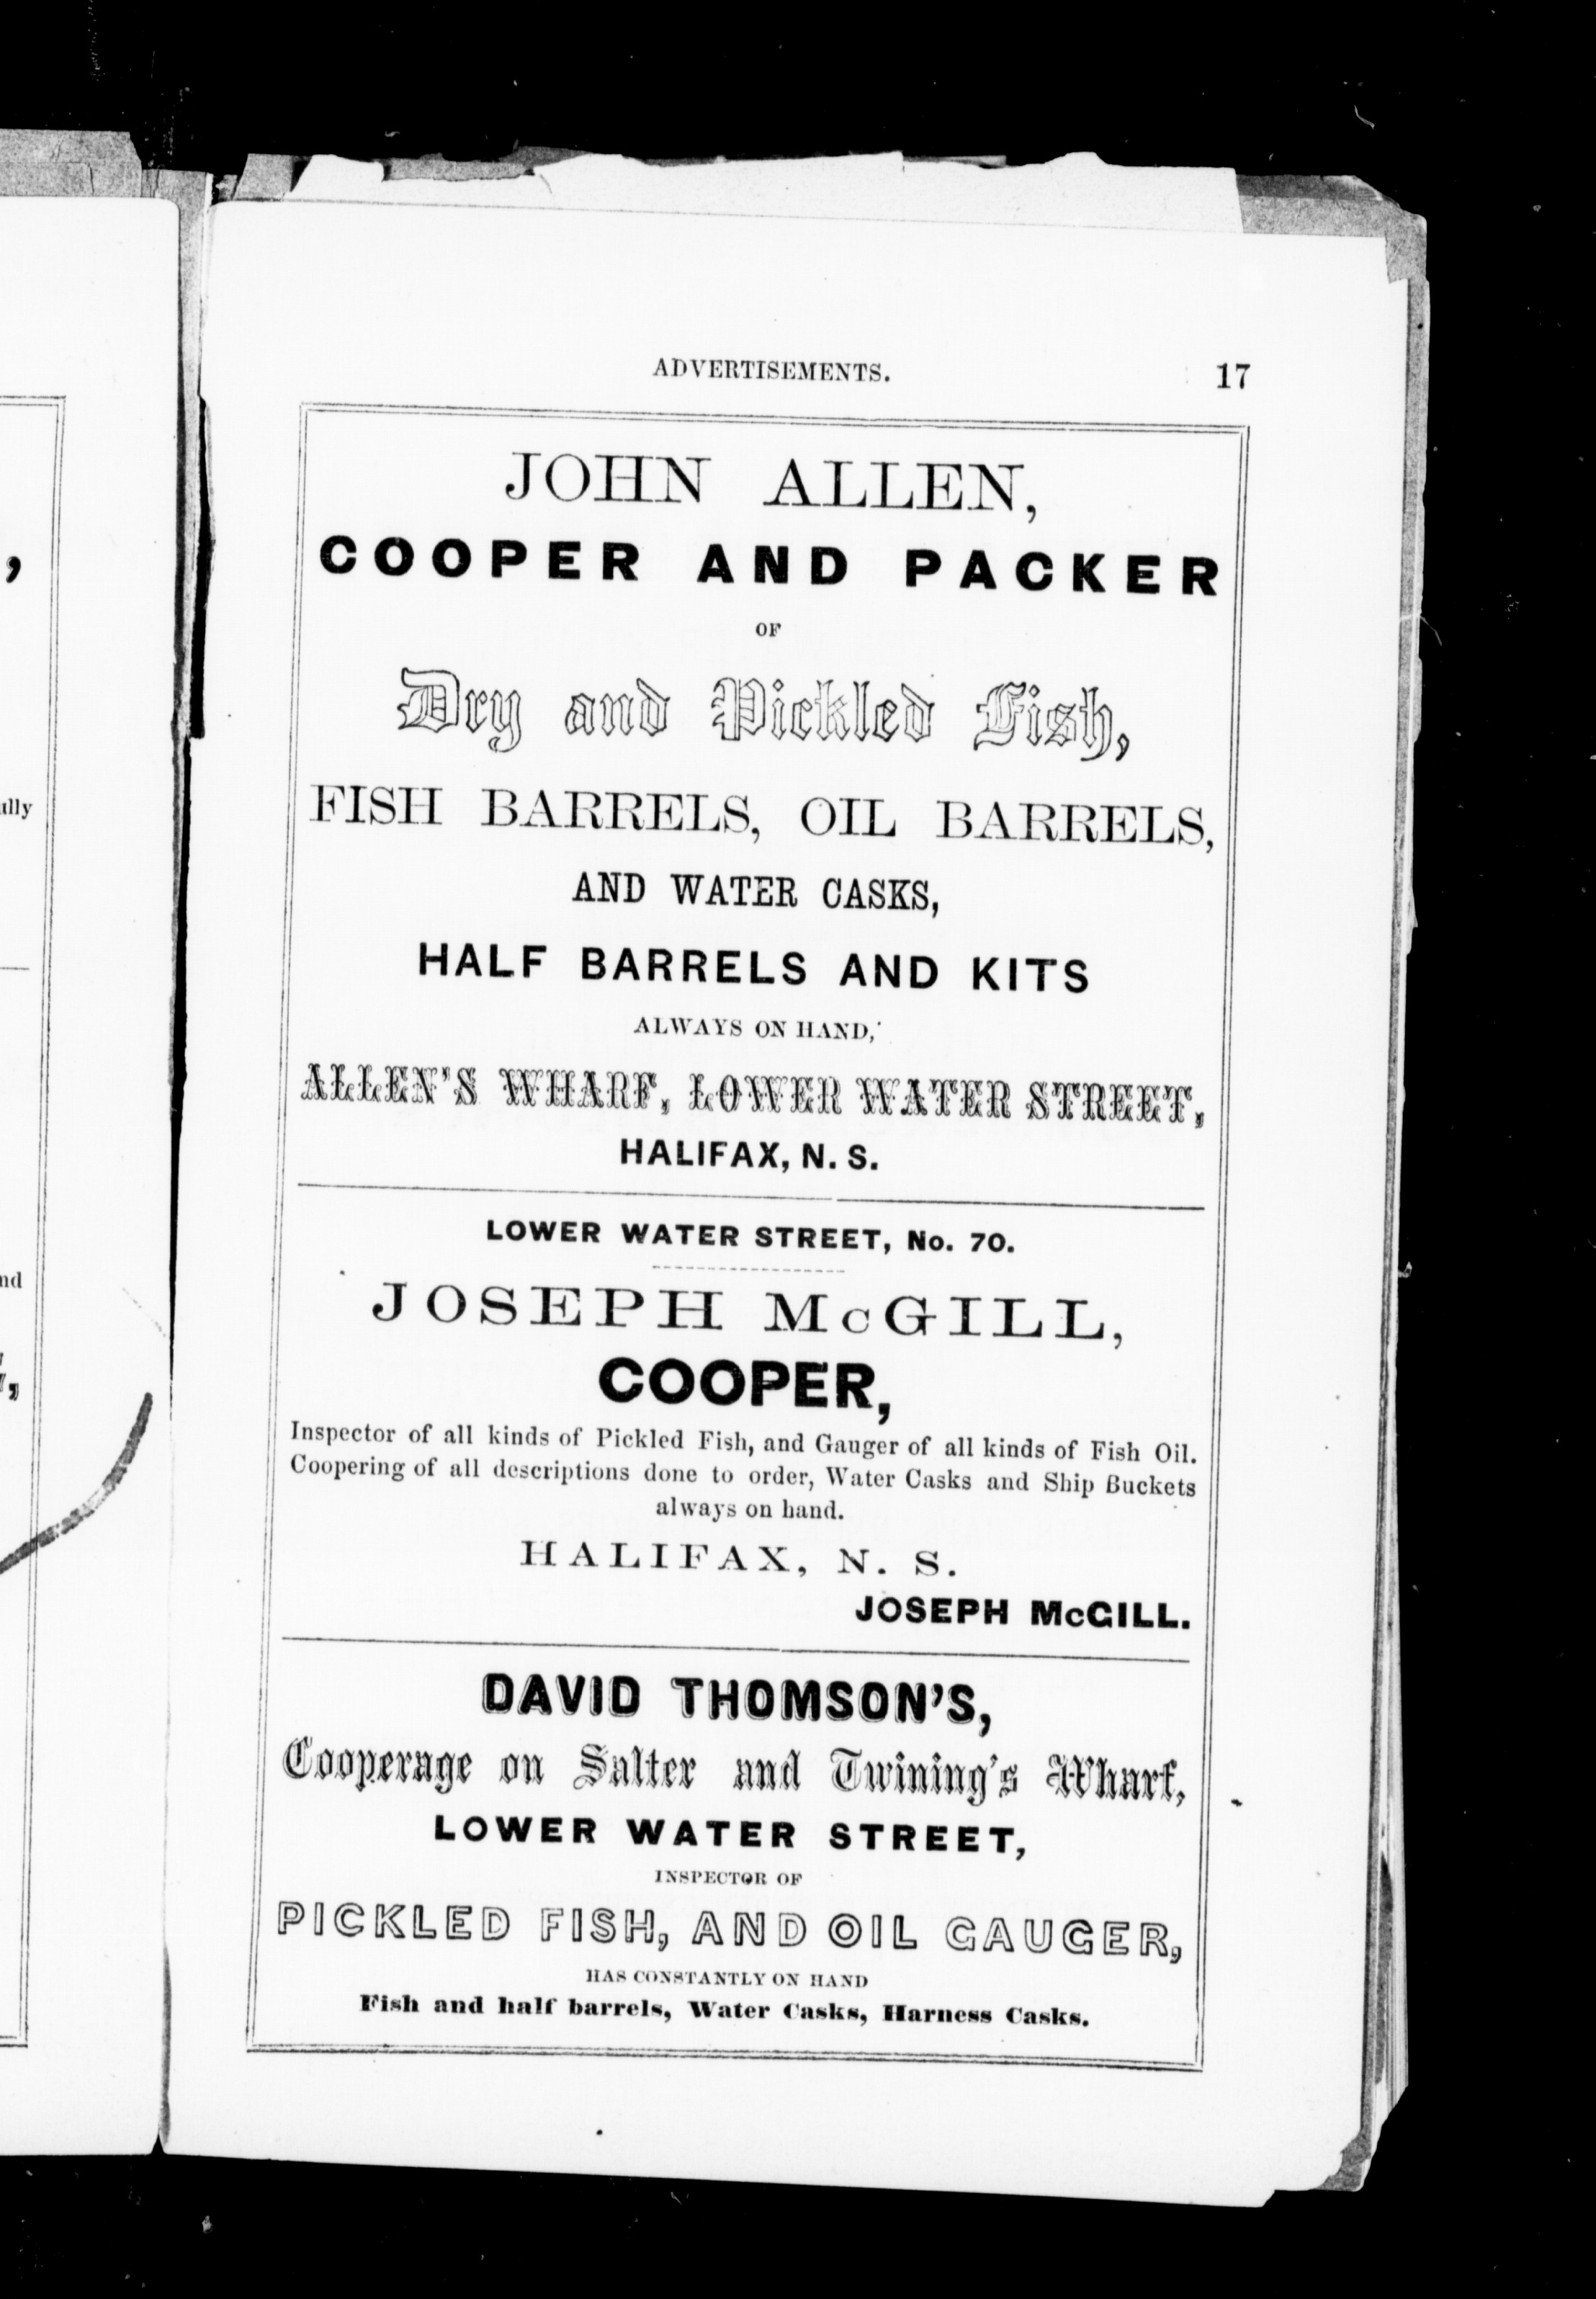 ADVERTISEMENTS. 17
JOHN ALLEN,
COOPER AND PACKER
OF
Dry and Pickled Fish,
FISH BARRELS, OIL BARRELS,
AND WATER CASKS,
HALF BARRELS AND KITS
ALWAYS ON HAND,
ALLEN'S WHARF, LOWER WATER STREET,
HALIFAX, N. S.
LOWER WATER STREET, No. 70.
JOSEPH McGILL,
COOPER,
Inspector of all kinds of Pickled Fish, and Gauger of all kinds of Fish Oil.
Coopering of all descriptions done to order, Water Casks and Ship Buckets
always on hand.
HALIFAX, N. S.
JOSEPH McGILL.
DAVID THOMSON'S,
Cooperage on Salter and Twining's Wharf,
LOWER WATER STREET,
INSPECTOR OF
PICKLED FISH, AND OIL GAUGER,
HAS CONSTANTLY ON HAND
Fish and half barrels, Water Casks, Harness Casks.